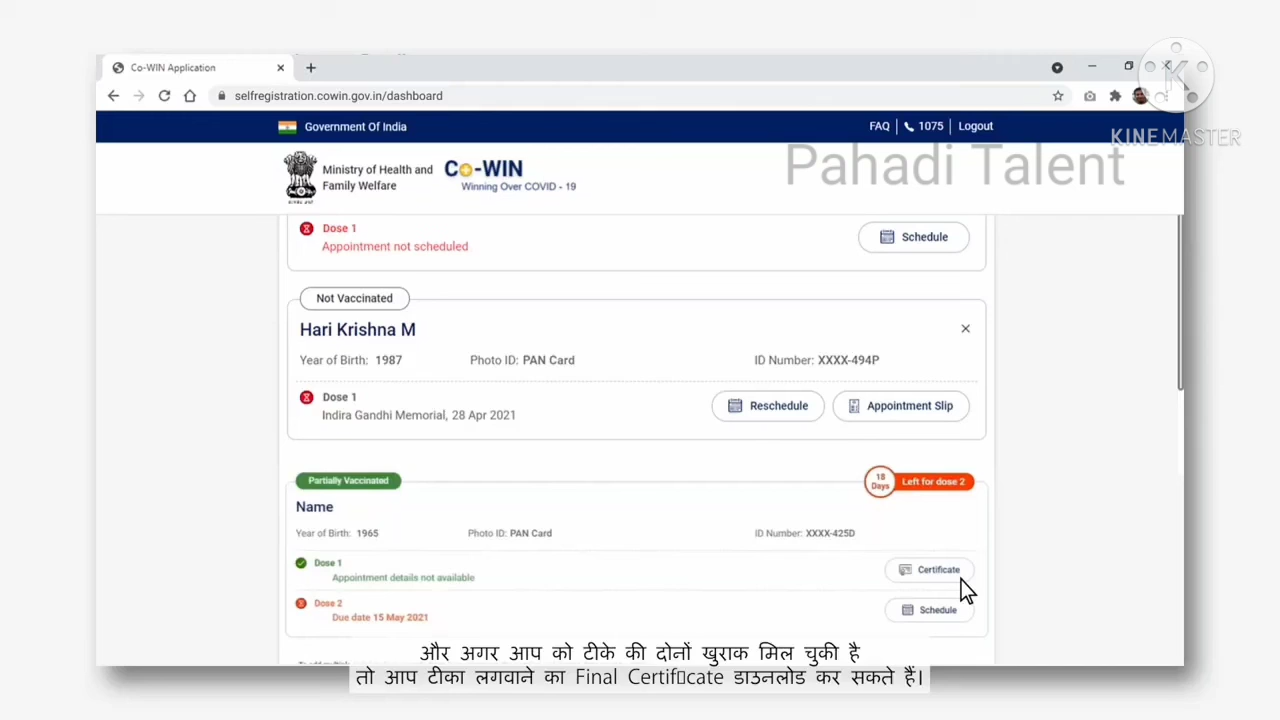 Co-WIN Application
selfregistration.cowin.gov.in/dashboard
KINEMASTER
Government Of India
FAQ
1075
Logout
Ministry of Health and
Family Welfare
Co-WIN
Winning Over COVID - 19
Pahadi Talent
Dose 1
Appointment not scheduled
Schedule
Not Vaccinated
Hari Krishna M
Year of Birth: 1987 Photo ID: PAN Card ID Number: XXXX-494P
Dose 1
Indira Gandhi Memorial, 28 Apr 2021
Reschedule
Appointment Slip
Partially Vaccinated
18
Days
Left for dose 2
Name
Year of Birth: 1965 Photo ID: PAN Card ID Number: XXXX-425D
Dose 1
Appointment details not available
Certificate
Dose 2
Due date 15 May 2021
Schedule
और अगर आप को टीके की दोनों खुराक मिल चुकी है
तो आप टीका लगवाने का Final Certif▯cate डाउनलोड कर सकते हैं।